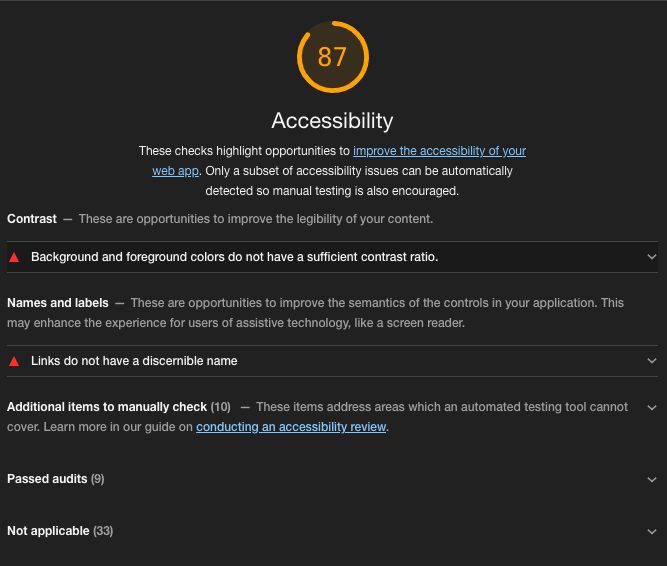 87
Accessibility
These checks highlight opportunities to improve the accessibility of your
web app. Only a subset of accessibility issues can be automatically
detected so manual testing is also encouraged.
Contrast — These are opportunities to improve the legibility of your content.
Background and foreground colors do not have a sufficient contrast ratio.
Names and labels — These are opportunities to improve the semantics of the controls in your application. This
may enhance the experience for users of assistive technology, like a screen reader.
Links do not have a discernible name
Additional items to manually check (10) — These items address areas which an automated testing tool cannot
cover. Learn more in our guide on conducting an accessibility review.
Passed audits (9)
Not applicable (33)